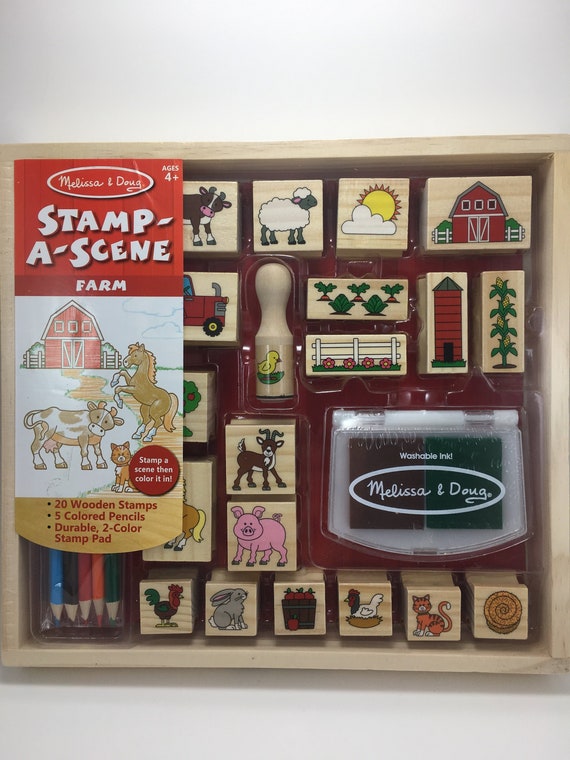 Melissa & Doug®
AGES
4+
STAMP-
A-SCENE
FARM
Stamp a
scene then
color it in!
• 20 Wooden Stamps
• 5 Colored Pencils
• Durable, 2-Color
Stamp Pad
Washable Ink!
Melissa & Doug®